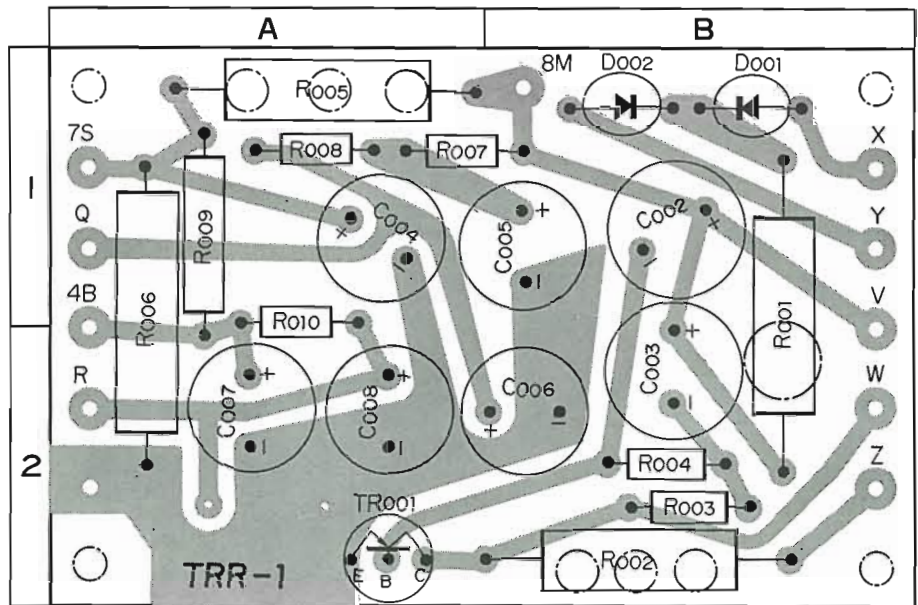 A B
8M D002 D001
R005
7S X
R008 R007
1
C004 + C005 + C002 +
Q R009 Y
- - -
4B R006 R010 V
+ C003 R001
R C007 + C008 + C006 + W
- - - -
2 R004 Z
TR001 R003
E B C R002
TRR-1